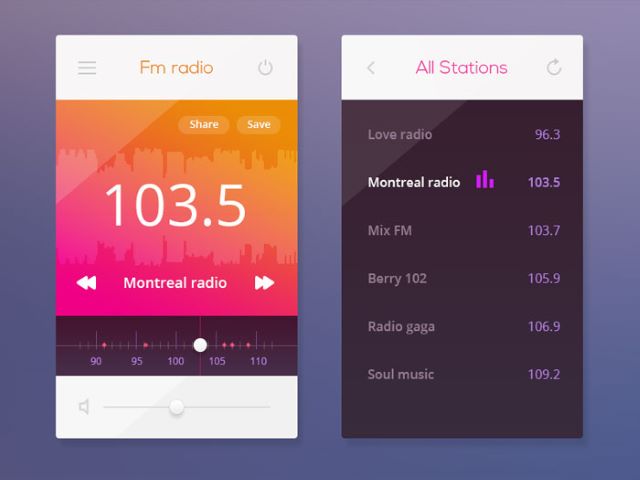 Fm radio
Share Save
103.5
Montreal radio
90 95 100 105 110
All Stations
Love radio 96.3
Montreal radio 103.5
Mix FM 103.7
Berry 102 105.9
Radio gaga 106.9
Soul music 109.2